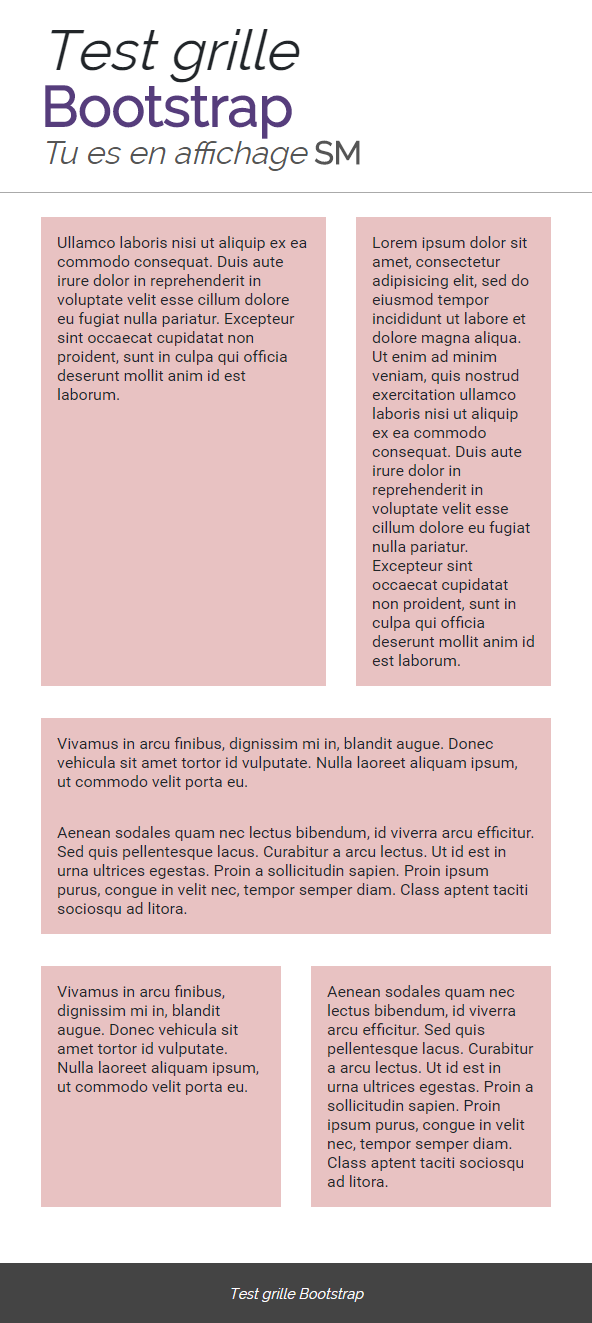 Test grille
Bootstrap
Tu es en affichage SM
Ullamco laboris nisi ut aliquip ex ea
commodo consequat. Duis aute
irure dolor in reprehenderit in
voluptate velit esse cillum dolore
eu fugiat nulla pariatur. Excepteur
sint occaecat cupidatat non
proident, sunt in culpa qui officia
deserunt mollit anim id est
laborum.
Lorem ipsum dolor sit
amet, consectetur
adipisicing elit, sed do
eiusmod tempor
incididunt ut labore et
dolore magna aliqua.
Ut enim ad minim
veniam, quis nostrud
exercitation ullamco
laboris nisi ut aliquip
ex ea commodo
consequat. Duis aute
irure dolor in
reprehenderit in
voluptate velit esse
cillum dolore eu fugiat
nulla pariatur.
Excepteur sint
occaecat cupidatat
non proident, sunt in
culpa qui officia
deserunt mollit anim id
est laborum.
Vivamus in arcu finibus, dignissim mi in, blandit augue. Donec
vehicula sit amet tortor id vulputate. Nulla laoreet aliquam ipsum,
ut commodo velit porta eu.
Aenean sodales quam nec lectus bibendum, id viverra arcu efficitur.
Sed quis pellentesque lacus. Curabitur a arcu lectus. Ut id est in
urna ultrices egestas. Proin a sollicitudin sapien. Proin ipsum
purus, congue in velit nec, tempor semper diam. Class aptent taciti
sociosqu ad litora.
Vivamus in arcu finibus,
dignissim mi in, blandit
augue. Donec vehicula sit
amet tortor id vulputate.
Nulla laoreet aliquam ipsum,
ut commodo velit porta eu.
Aenean sodales quam nec
lectus bibendum, id viverra
arcu efficitur. Sed quis
pellentesque lacus. Curabitur
a arcu lectus. Ut id est in
urna ultrices egestas. Proin a
sollicitudin sapien. Proin
ipsum purus, congue in velit
nec, tempor semper diam.
Class aptent taciti sociosqu
ad litora.
Test grille Bootstrap